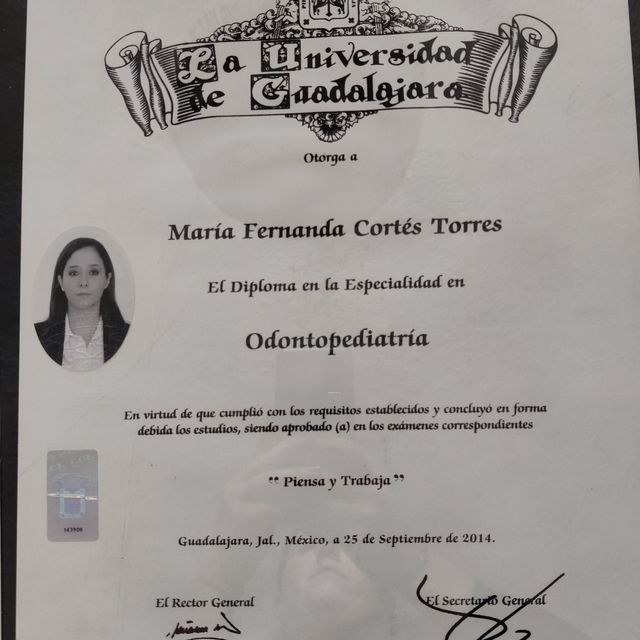 La Universidad
de Guadalajara
Otorga a
María Fernanda Cortés Torres
El Diploma en la Especialidad en
Odontopediatría
En virtud de que cumplió con los requisitos establecidos y concluyó en forma
debida los estudios, siendo aprobado (a) en los exámenes correspondientes
“ Piensa y Trabaja ”
143908
Guadalajara, Jal., México, a 25 de Septiembre de 2014.
El Rector General
El Secretario General